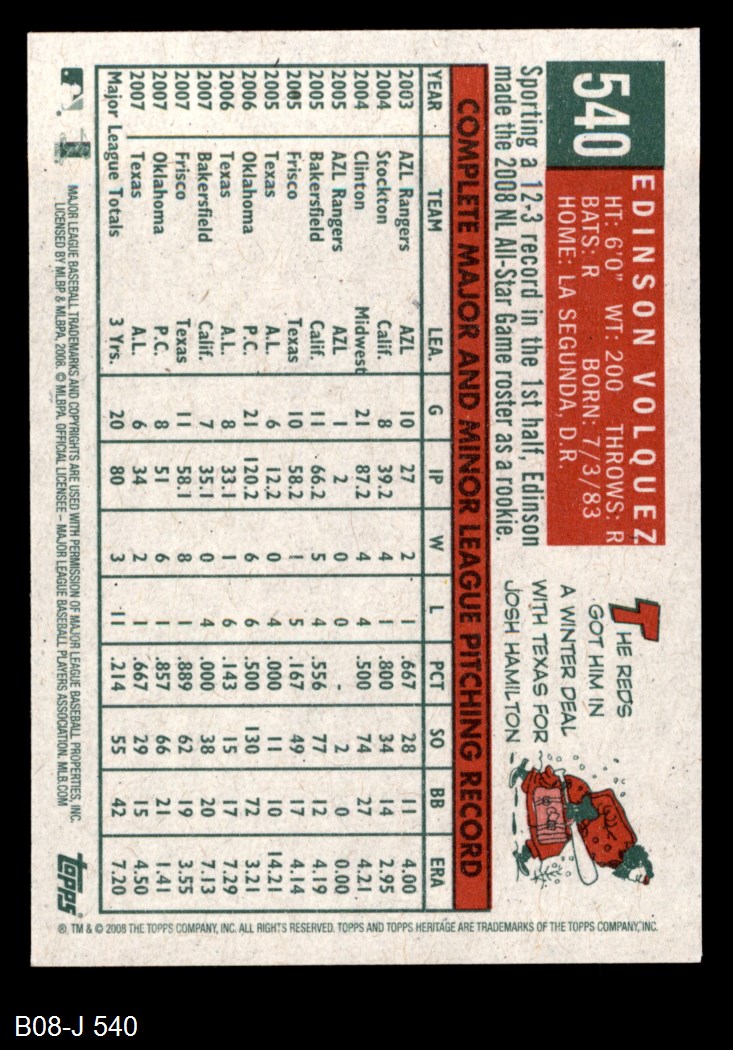 540
EDINSON VOLQUEZ
HT: 6'0" WT: 200 THROWS: R
BATS: R BORN: 7/3/83
HOME: LA SEGUNDA, D.R.
Sporting a 12-3 record in the 1st half, Edinson
made the 2008 NL All-Star Game roster as a rookie.
THE REDS
GOT HIM IN
A WINTER DEAL
WITH TEXAS FOR
JOSH HAMILTON
COMPLETE MAJOR AND MINOR LEAGUE PITCHING RECORD
YEAR TEAM LEA. G IP W L PCT SO BB ERA
2003 AZL Rangers AZL 10 27 2 1 .667 28 11 4.00
2004 Stockton Calif. 8 39.2 4 1 .800 34 14 2.95
2004 Clinton Midwest 21 87.2 4 4 .500 74 27 4.21
2005 AZL Rangers AZL 1 2 0 0 - 2 0 0.00
2005 Bakersfield Calif. 11 66.2 5 4 .556 77 12 4.19
2005 Frisco Texas 10 58.2 1 5 .167 49 17 4.14
2005 Texas A.L. 6 12.2 0 4 .000 11 10 14.21
2006 Oklahoma P.C. 21 120.2 6 6 .500 130 72 3.21
2006 Texas A.L. 8 33.1 1 6 .143 15 17 7.29
2007 Bakersfield Calif. 7 35.1 0 4 .000 38 20 7.13
2007 Frisco Texas 11 58.1 8 1 .889 62 19 3.55
2007 Oklahoma P.C. 8 51 6 1 .857 66 21 1.41
2007 Texas A.L. 6 34 2 1 .667 29 15 4.50
Major League Totals 3 Yrs. 20 80 3 11 .214 55 42 7.20
MAJOR LEAGUE BASEBALL TRADEMARKS AND COPYRIGHTS ARE USED WITH PERMISSION OF MAJOR LEAGUE BASEBALL PROPERTIES, INC.
LICENSED BY MLBP & MLBPA, 2008. © MLBPA. OFFICIAL LICENSEE – MAJOR LEAGUE BASEBALL PLAYERS ASSOCIATION. MLB.COM
topps
®, TM & © 2008 THE TOPPS COMPANY, INC. ALL RIGHTS RESERVED. TOPPS AND TOPPS HERITAGE ARE TRADEMARKS OF THE TOPPS COMPANY, INC.
B08-J 540